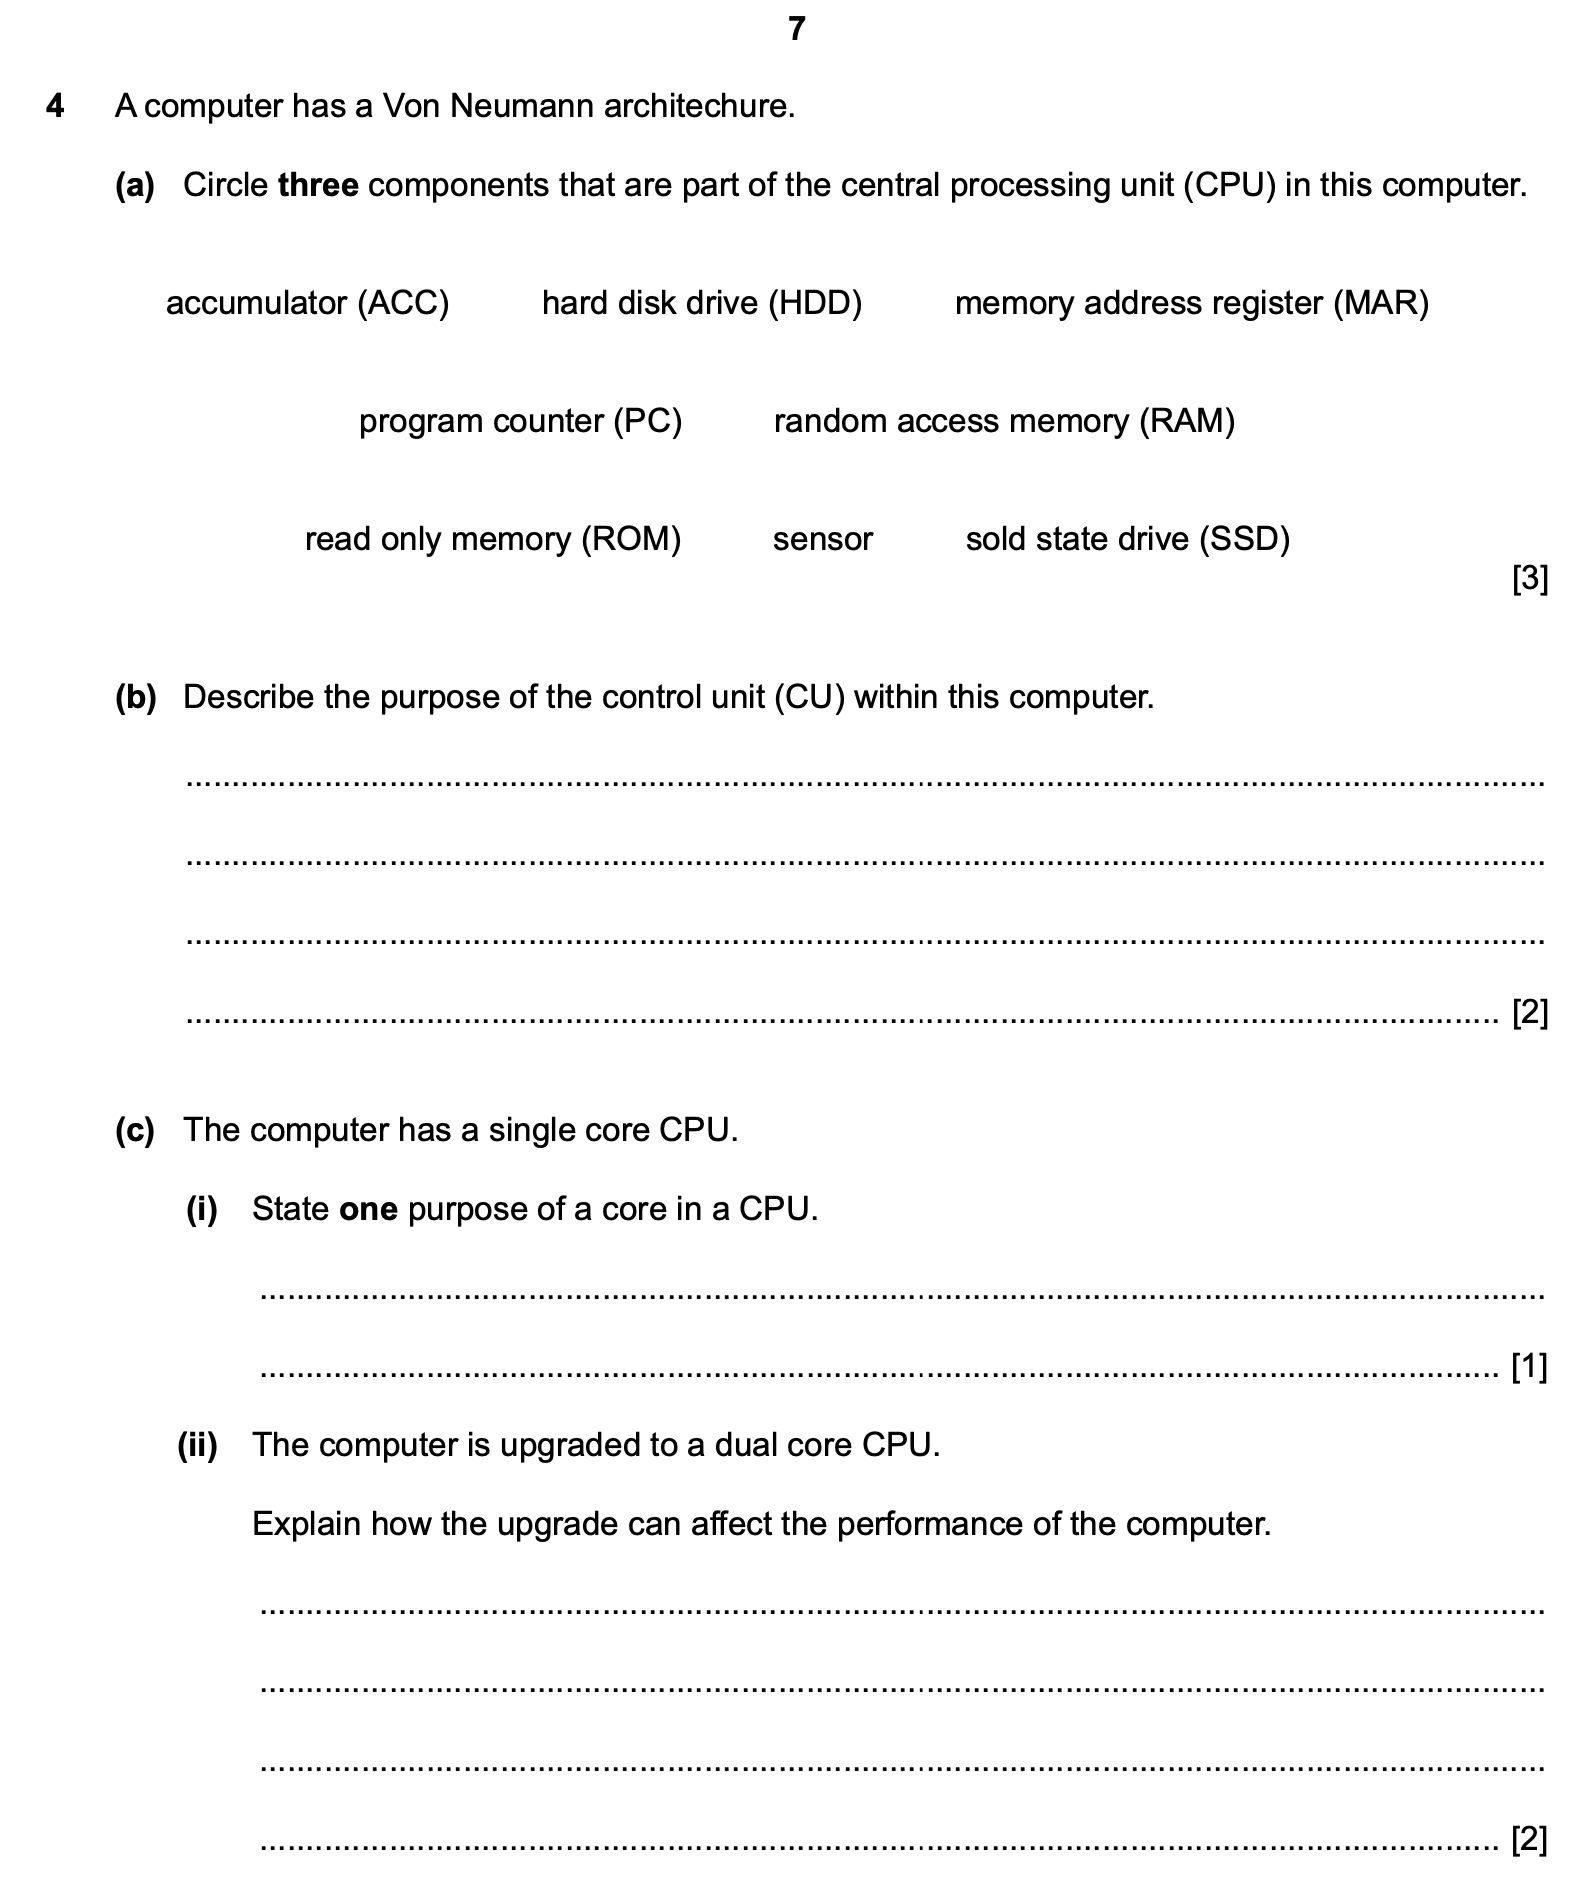 7
4 A computer has a Von Neumann architechure.
(a) Circle three components that are part of the central processing unit (CPU) in this computer.
accumulator (ACC) hard disk drive (HDD) memory address register (MAR)
program counter (PC) random access memory (RAM)
read only memory (ROM) sensor sold state drive (SSD)
[3]
(b) Describe the purpose of the control unit (CU) within this computer.
[2]
(c) The computer has a single core CPU.
(i) State one purpose of a core in a CPU.
[1]
(ii) The computer is upgraded to a dual core CPU.
Explain how the upgrade can affect the performance of the computer.
[2]